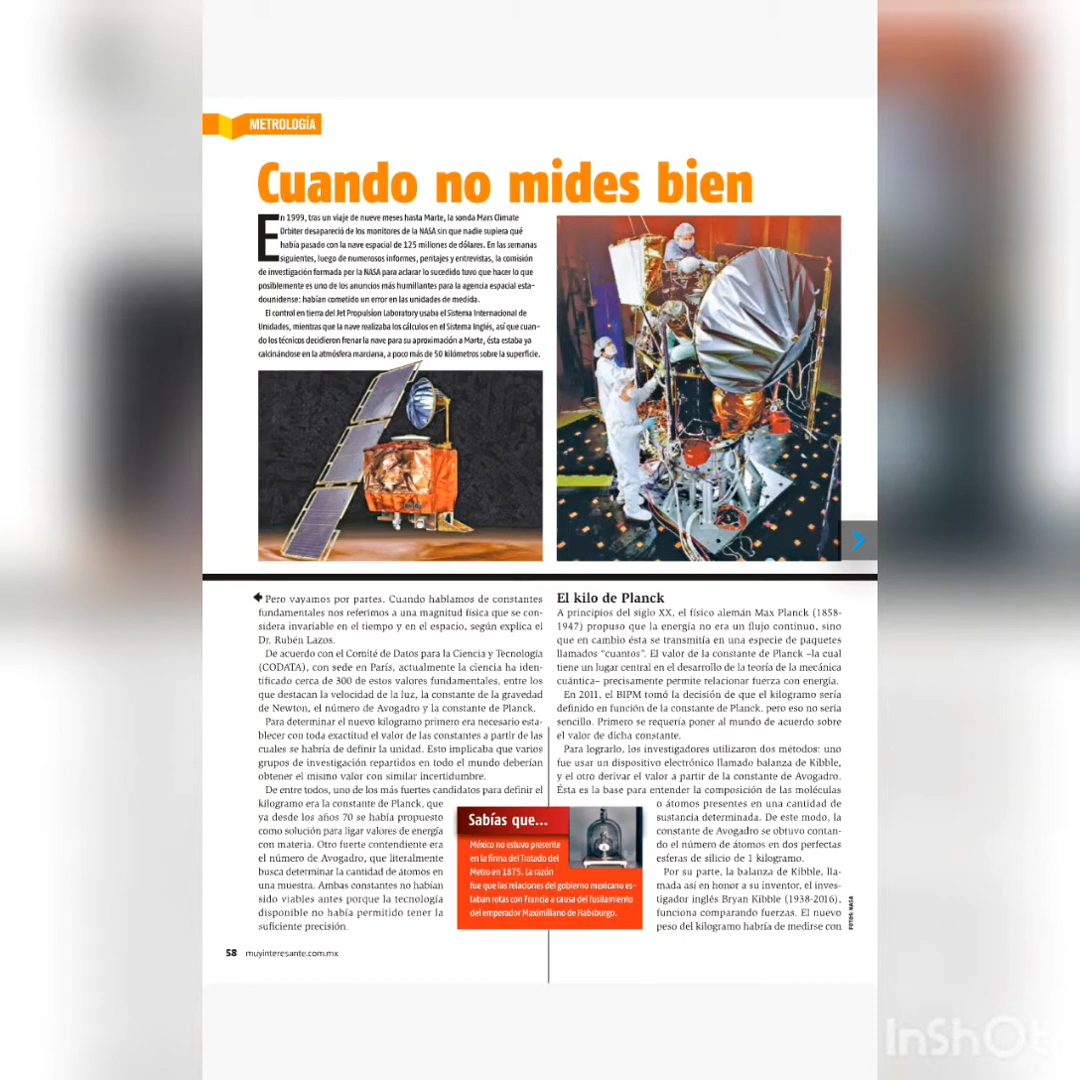 METROLOGÍA
Cuando no mides bien
En 1999, tras un viaje de nueve meses hasta Marte, la sonda Mars Climate
Orbiter desapareció de los monitores de la NASA sin que nadie supiera qué
había pasado con la nave espacial de 125 millones de dólares. En las semanas
siguientes, luego de numerosos informes, peritajes y entrevistas, la comisión
de investigación formada por la NASA para aclarar lo sucedido tuvo que hacer lo que
posiblemente es uno de los anuncios más humillantes para la agencia espacial esta-
dounidense: habían cometido un error en las unidades de medida.
El control en tierra del Jet Propulsion Laboratory usaba el Sistema Internacional de
Unidades, mientras que la nave realizaba los cálculos en el Sistema Inglés, así que cuan-
do los técnicos decidieron frenar la nave para su aproximación a Marte, ésta estaba ya
calcinándose en la atmósfera marciana, a poco más de 50 kilómetros sobre la superficie.
Pero vayamos por partes. Cuando hablamos de constantes
fundamentales nos referimos a una magnitud física que se con-
sidera invariable en el tiempo y en el espacio, según explica el
Dr. Rubén Lazos.
De acuerdo con el Comité de Datos para la Ciencia y Tecnología
(CODATA), con sede en París, actualmente la ciencia ha iden-
tificado cerca de 300 de estos valores fundamentales, entre los
que destacan la velocidad de la luz, la constante de la gravedad
de Newton, el número de Avogadro y la constante de Planck.
Para determinar el nuevo kilogramo primero era necesario esta-
blecer con toda exactitud el valor de las constantes a partir de las
cuales se habría de definir la unidad. Esto implicaba que varios
grupos de investigación repartidos en todo el mundo deberían
obtener el mismo valor con similar incertidumbre.
De entre todos, uno de los más fuertes candidatos para definir el
kilogramo era la constante de Planck, que
ya desde los años 70 se había propuesto
como solución para ligar valores de energía
con materia. Otro fuerte contendiente era
el número de Avogadro, que literalmente
busca determinar la cantidad de átomos en
una muestra. Ambas constantes no habían
sido viables antes porque la tecnología
disponible no había permitido tener la
suficiente precisión.
El kilo de Planck
A principios del siglo XX, el físico alemán Max Planck (1858-
1947) propuso que la energía no era un flujo continuo, sino
que en cambio ésta se transmitía en una especie de paquetes
llamados "cuantos". El valor de la constante de Planck –la cual
tiene un lugar central en el desarrollo de la teoría de la mecánica
cuántica– precisamente permite relacionar fuerza con energía.
En 2011, el BIPM tomó la decisión de que el kilogramo sería
definido en función de la constante de Planck, pero eso no sería
sencillo. Primero se requería poner al mundo de acuerdo sobre
el valor de dicha constante.
Para lograrlo, los investigadores utilizaron dos métodos: uno
fue usar un dispositivo electrónico llamado balanza de Kibble,
y el otro derivar el valor a partir de la constante de Avogadro.
Ésta es la base para entender la composición de las moléculas
o átomos presentes en una cantidad de
sustancia determinada. De este modo, la
constante de Avogadro se obtuvo contan-
do el número de átomos en dos perfectas
esferas de silicio de 1 kilogramo.
Por su parte, la balanza de Kibble, lla-
mada así en honor a su inventor, el inves-
tigador inglés Bryan Kibble (1938-2016),
funciona comparando fuerzas. El nuevo
peso del kilogramo habría de medirse con
Sabías que...
México no estuvo presente
en la firma del Tratado del
Metro en 1875. La razón
fue que las relaciones del gobierno mexicano es-
taban rotas con Francia a causa del fusilamiento
del emperador Maximiliano de Habsburgo.
FOTOS: NASA
58 muyinteresante.com.mx
InShOt